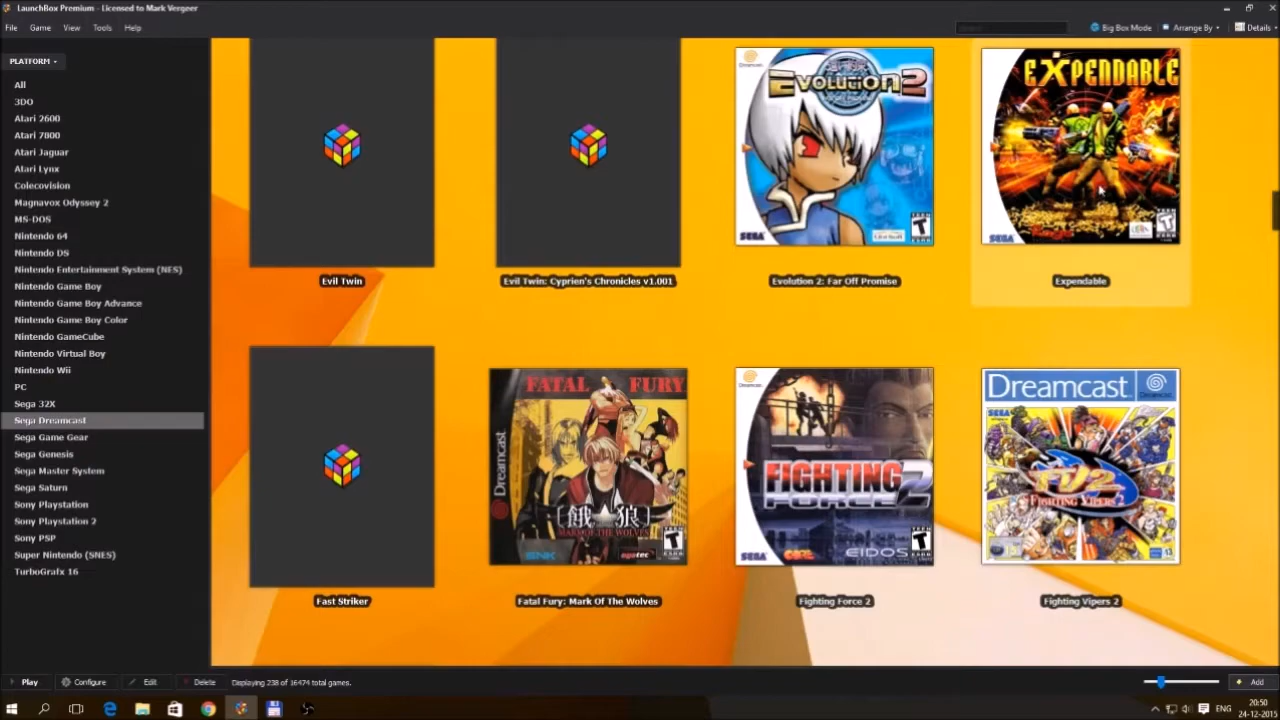 LaunchBox Premium - Licensed to Mark Vergeer
File Game View Tools Help
Big Box Mode Arrange By Details
PLATFORM
All
3DO
Atari 2600
Atari 7800
Atari Jaguar
Atari Lynx
Colecovision
Magnavox Odyssey 2
MS-DOS
Nintendo 64
Nintendo DS
Nintendo Entertainment System (NES)
Nintendo Game Boy
Nintendo Game Boy Advance
Nintendo Game Boy Color
Nintendo GameCube
Nintendo Virtual Boy
Nintendo Wii
PC
Sega 32X
Sega Dreamcast
Sega Game Gear
Sega Genesis
Sega Master System
Sega Saturn
Sony Playstation
Sony Playstation 2
Sony PSP
Super Nintendo (SNES)
TurboGrafx 16
Dreamcast
EVOLUTION 2
SEGA
TEEN
T
EXPENDABLE
SEGA
T
Evil Twin
Evil Twin: Cyprien's Chronicles v1.001
Evolution 2: Far Off Promise
Expendable
FATAL FURY
Dreamcast
餓狼
MARK OF THE WOLVES
SNK
T
Dreamcast
FIGHTING
FORCE 2
SEGA CORE EIDOS
TEEN
T
Dreamcast
SEGA
FV2
FIGHTING VIPERS 2
Fast Striker
Fatal Fury: Mark Of The Wolves
Fighting Force 2
Fighting Vipers 2
Play Configure Edit Delete Displaying 238 of 16474 total games.
Add
ENG
20:50
24-12-2015